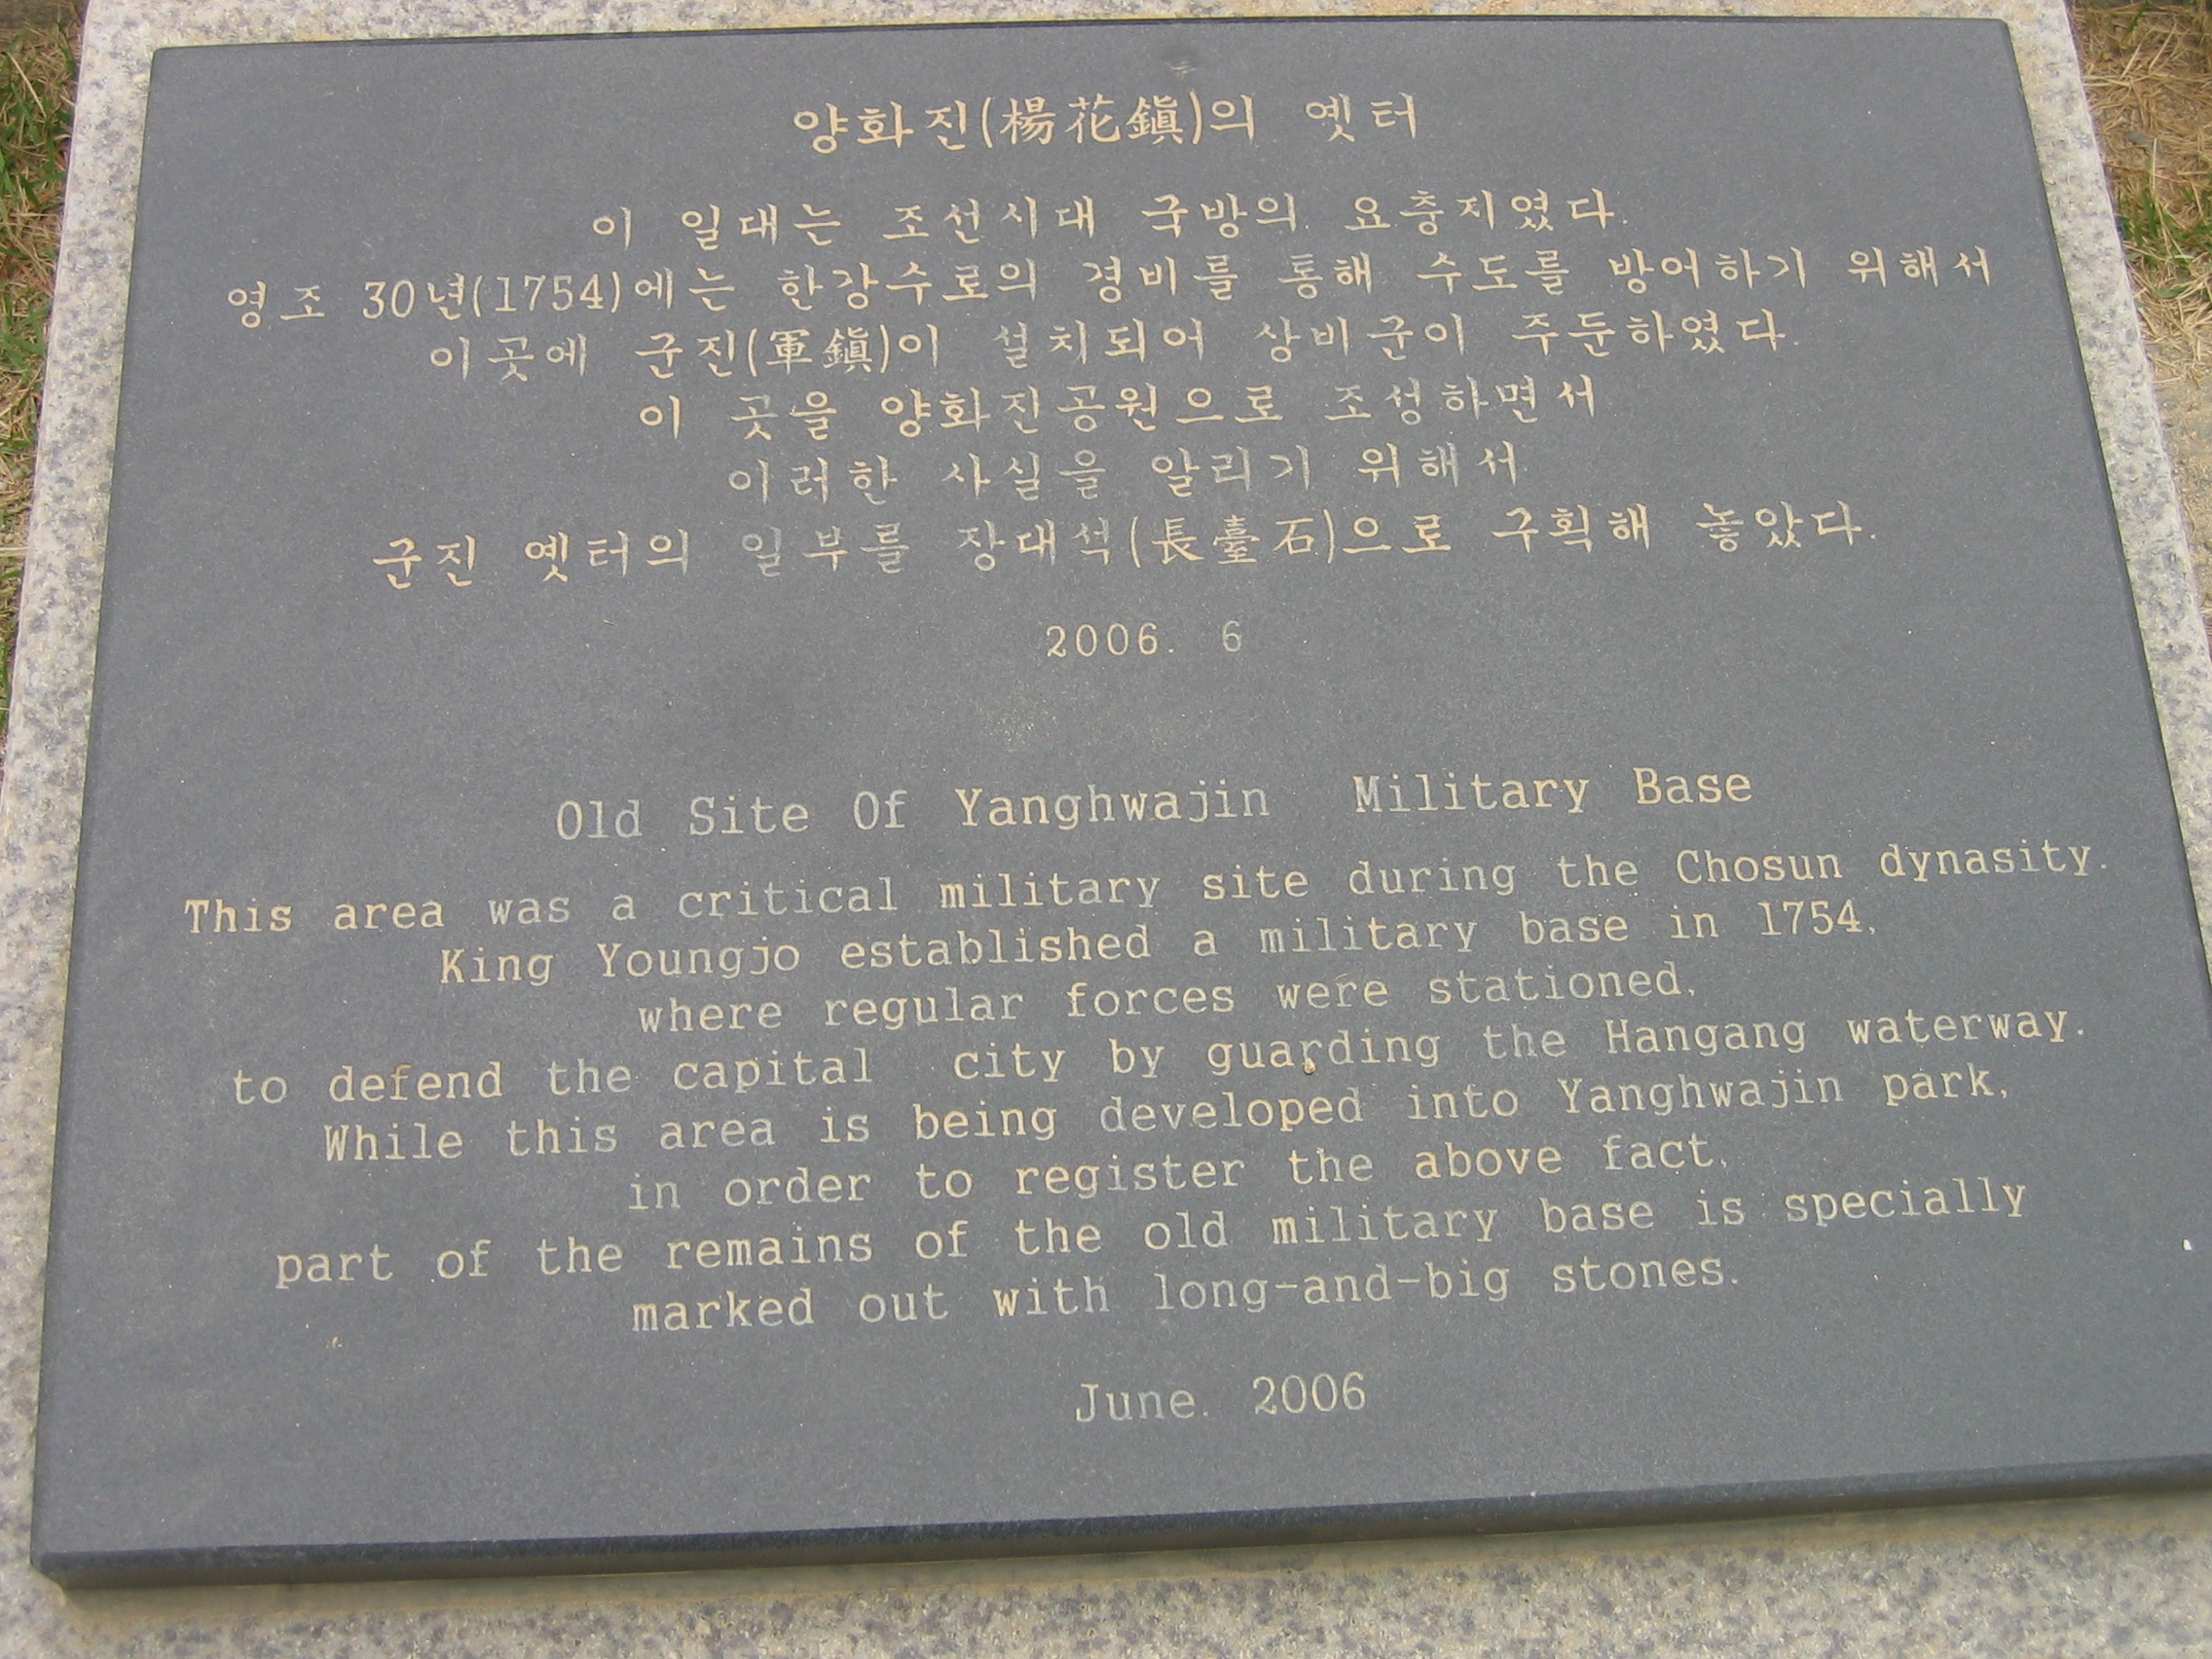 양화진(楊花鎭)의 옛터
이 일대는 조선시대 국방의 요충지였다.
영조 30년(1754)에는 한강수로의 경비를 통해 수도를 방어하기 위해서
이곳에 군진(軍鎭)이 설치되어 상비군이 주둔하였다.
이 곳을 양화진공원으로 조성하면서
이러한 사실을 알리기 위해서
군진 옛터의 일부를 장대석(長臺石)으로 구획해 놓았다.
2006. 6
Old Site Of Yanghwajin Military Base
This area was a critical military site during the Chosun dynasity.
King Youngjo established a military base in 1754,
where regular forces were stationed,
to defend the capital city by guarding the Hangang waterway.
While this area is being developed into Yanghwajin park,
in order to register the above fact,
part of the remains of the old military base is specially
marked out with long-and-big stones.
June. 2006